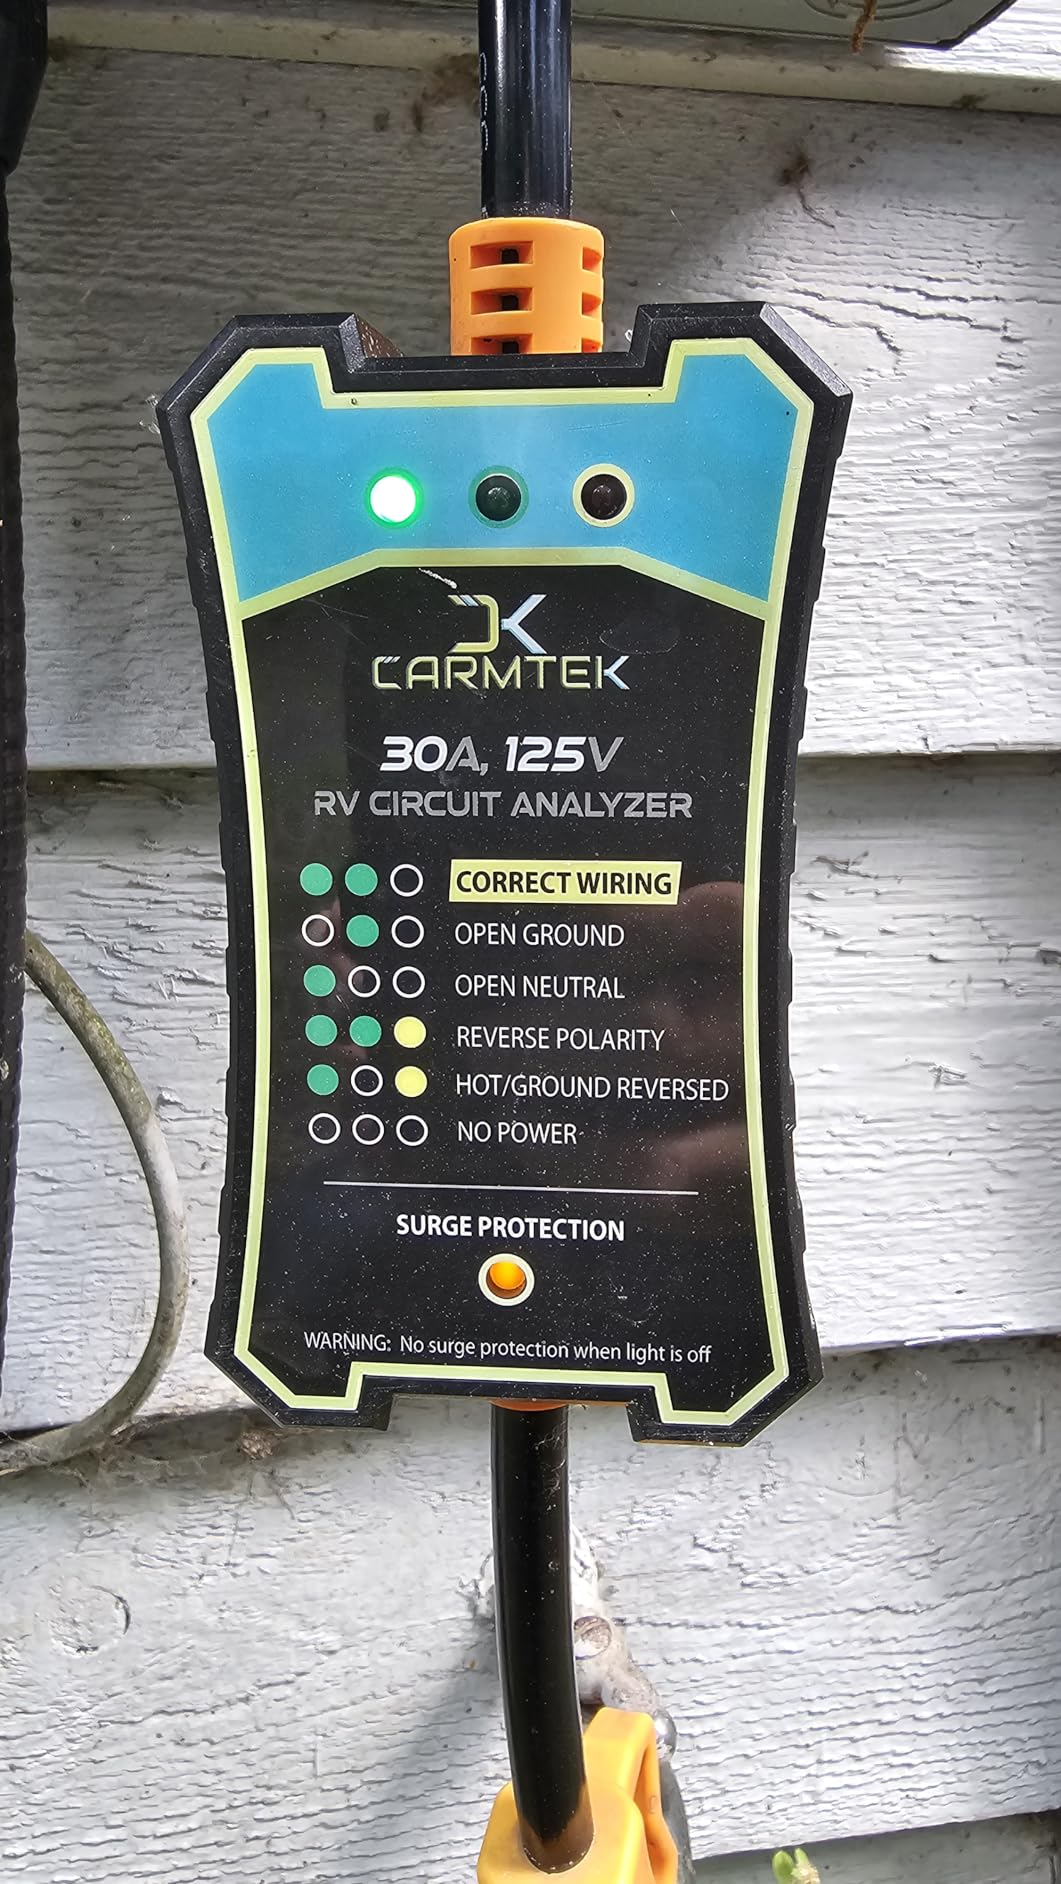 CARMTEK
30A, 125V
RV CIRCUIT ANALYZER
CORRECT WIRING
OPEN GROUND
OPEN NEUTRAL
REVERSE POLARITY
HOT/GROUND REVERSED
NO POWER
SURGE PROTECTION
WARNING: No surge protection when light is off